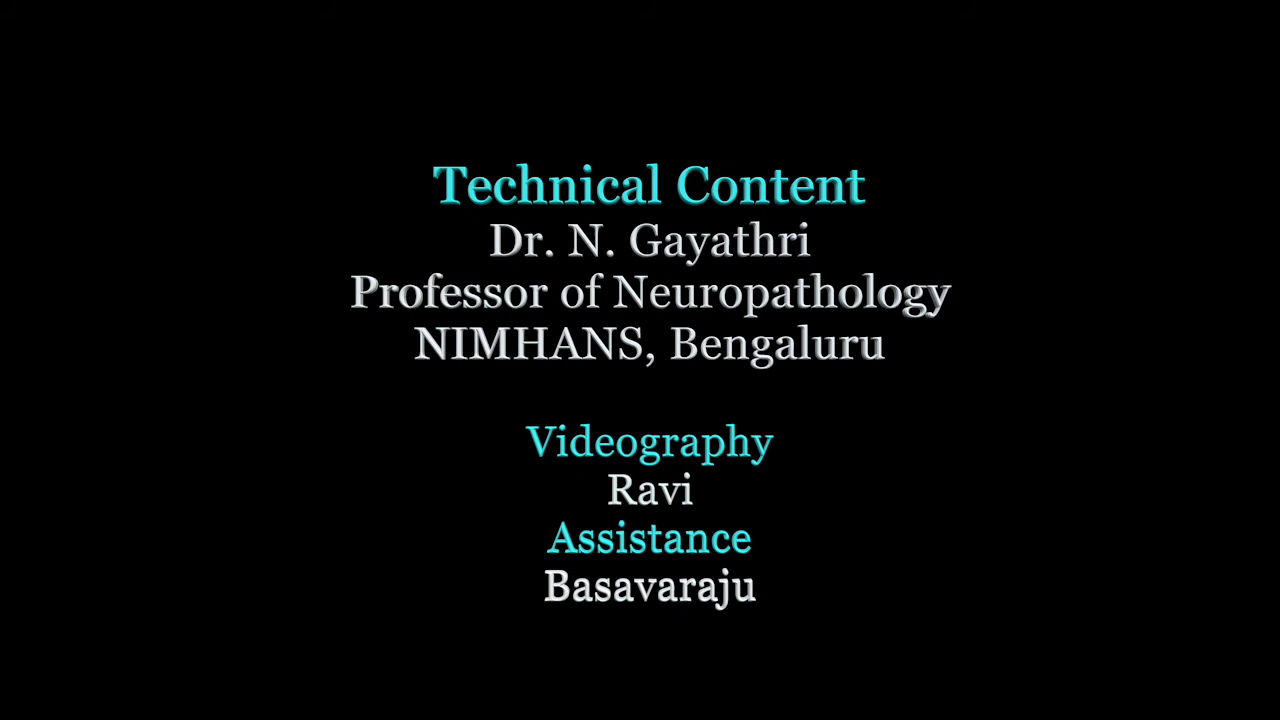 Technical Content
Dr. N. Gayathri
Professor of Neuropathology
NIMHANS, Bengaluru
Videography
Ravi
Assistance
Basavaraju